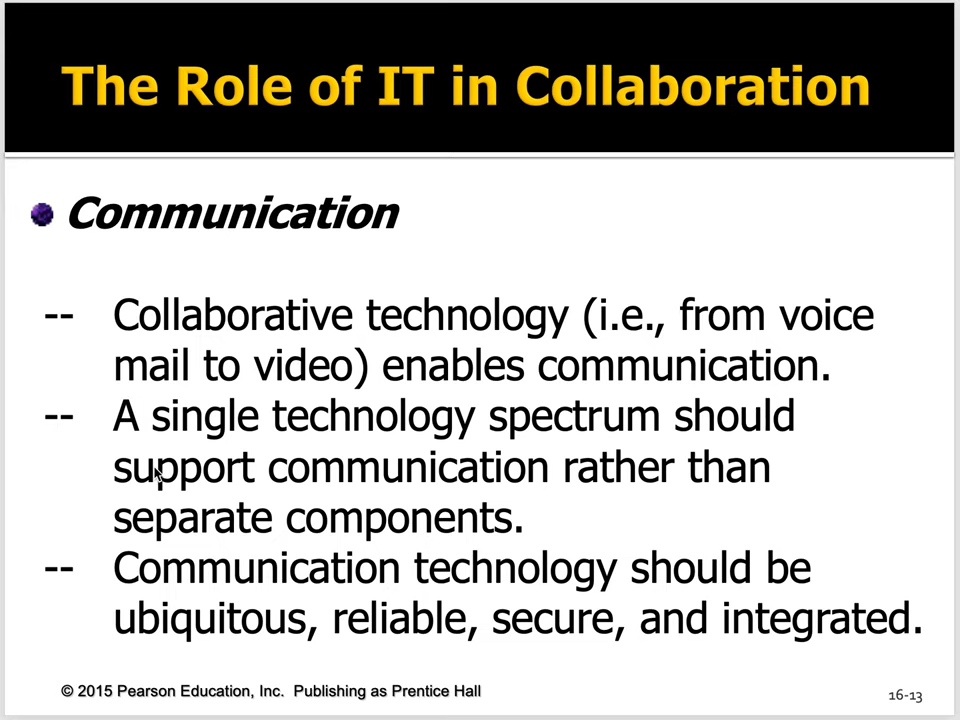 The Role of IT in Collaboration
Communication
-- Collaborative technology (i.e., from voice
mail to video) enables communication.
-- A single technology spectrum should
support communication rather than
separate components.
-- Communication technology should be
ubiquitous, reliable, secure, and integrated.
© 2015 Pearson Education, Inc. Publishing as Prentice Hall
16-13